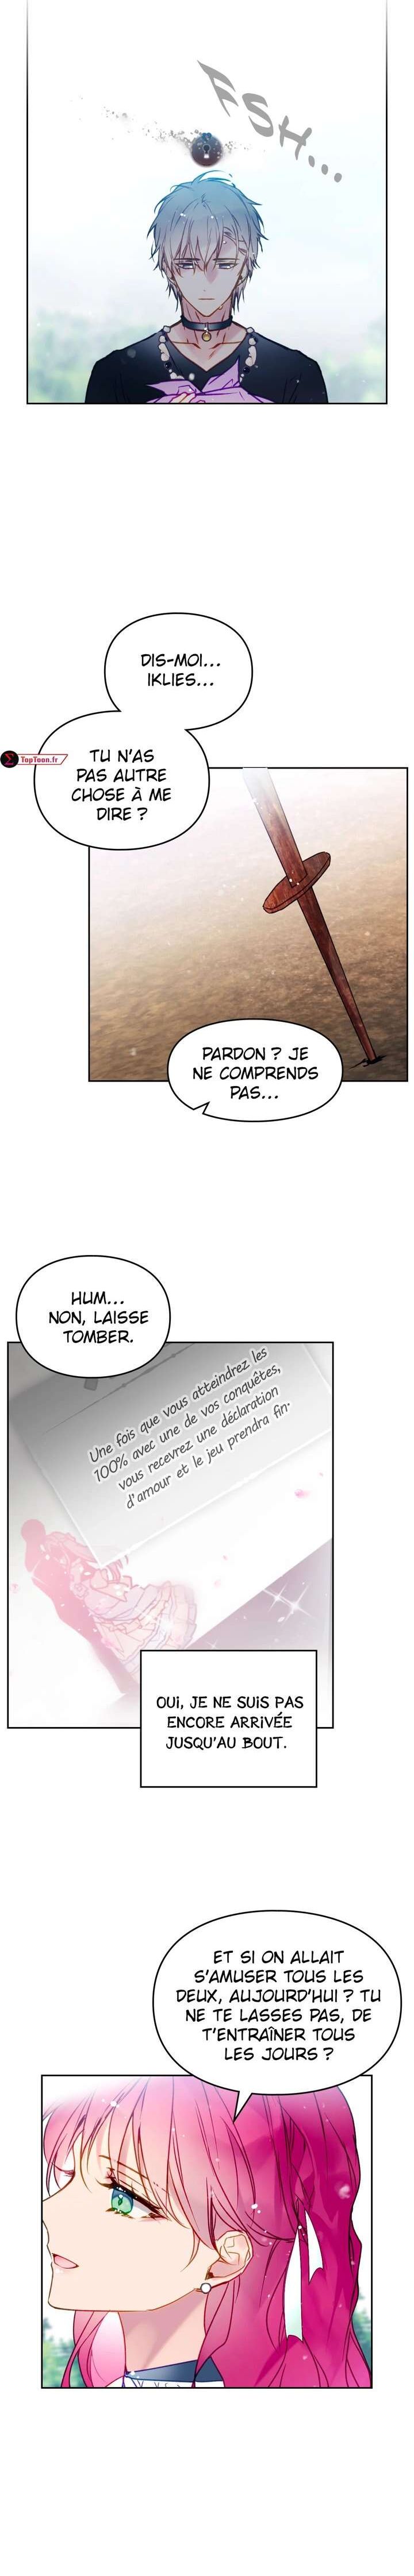 FSH...
DIS-MOI...
IKLIES...
TopToon.fr
TU N'AS
PAS AUTRE
CHOSE À ME
DIRE ?
PARDON ? JE
NE COMPRENDS
PAS...
HUM...
NON, LAISSE
TOMBER.
Une fois que vous atteindrez les
100% avec une de vos conquêtes,
vous recevrez une déclaration
d'amour et le jeu prendra fin.
OUI, JE NE SUIS PAS
ENCORE ARRIVÉE
JUSQU'AU BOUT.
ET SI ON ALLAIT
S'AMUSER TOUS LES
DEUX, AUJOURD'HUI ? TU
NE TE LASSES PAS, DE
T'ENTRAÎNER TOUS
LES JOURS ?